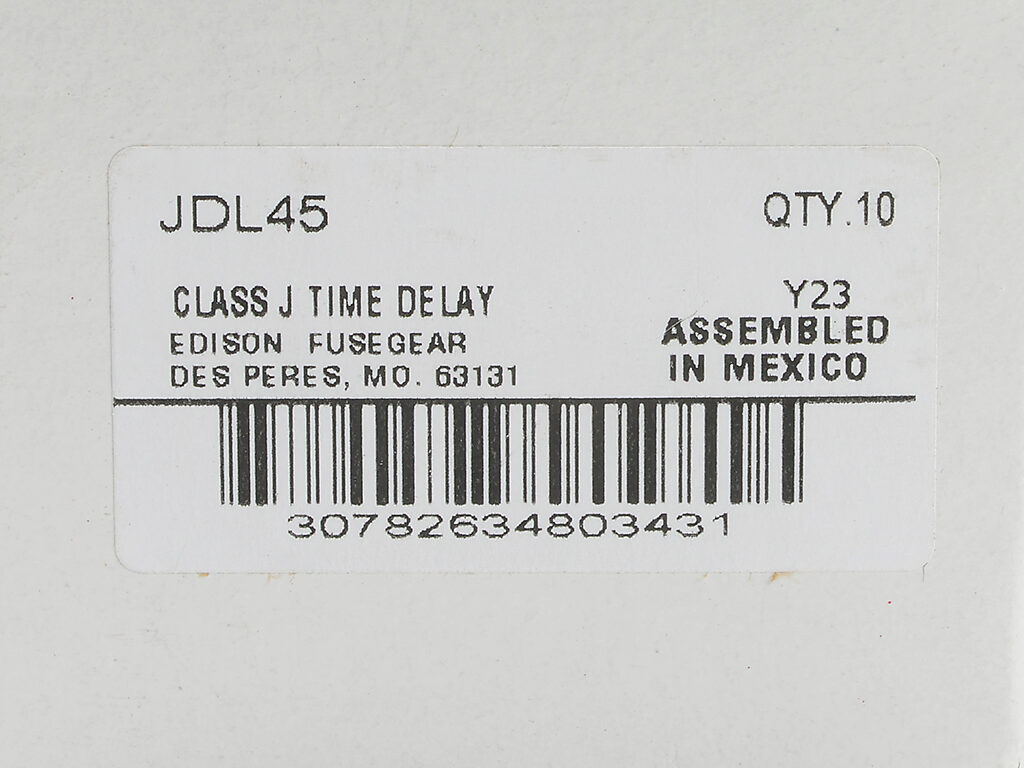 JDL45 QTY.10
CLASS J TIME DELAY Y23
EDISON FUSEGEAR ASSEMBLED
DES PERES, MO. 63131 IN MEXICO
30782634803431